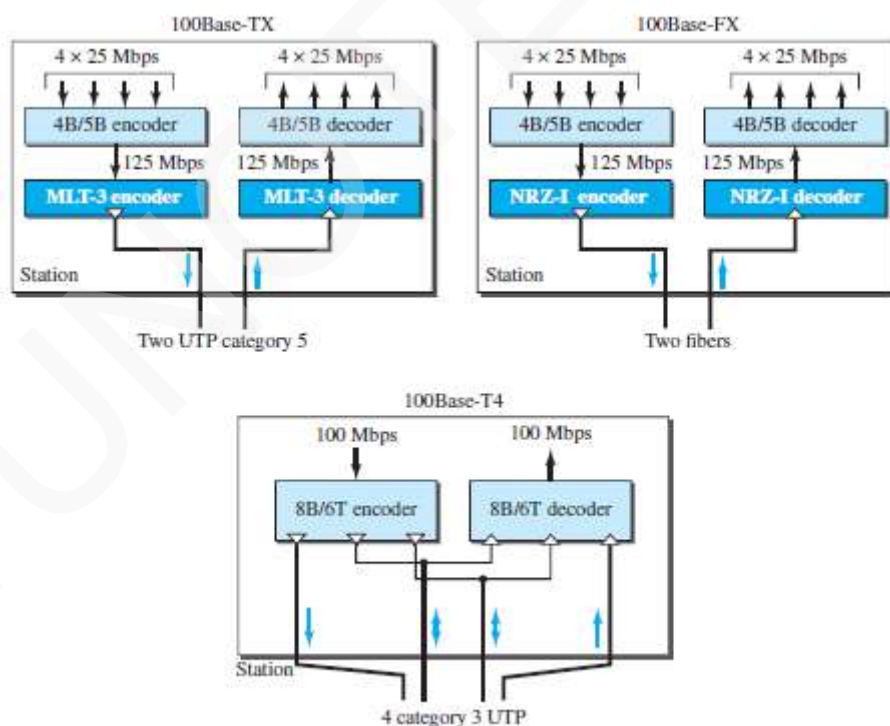 100Base-TX
4 × 25 Mbps
4 × 25 Mbps
4B/5B encoder
4B/5B decoder
125 Mbps
125 Mbps
MLT-3 encoder
MLT-3 decoder
Station
Two UTP category 5
100Base-FX
4 × 25 Mbps
4 × 25 Mbps
4B/5B encoder
4B/5B decoder
125 Mbps
125 Mbps
NRZ-I encoder
NRZ-I decoder
Station
Two fibers
100Base-T4
100 Mbps
100 Mbps
8B/6T encoder
8B/6T decoder
Station
4 category 3 UTP